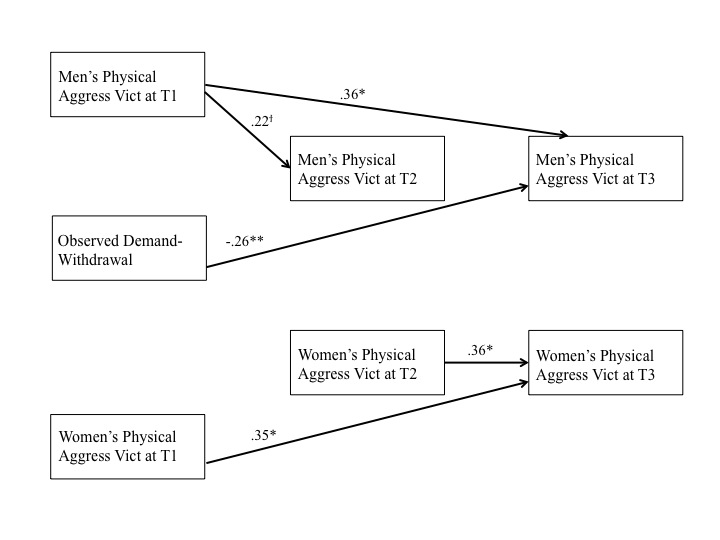 Men’s Physical
Aggress Vict at T1
.36*
.22†
Men’s Physical
Aggress Vict at T2
Men’s Physical
Aggress Vict at T3
Observed Demand-
Withdrawal
-.26**
Women’s Physical
Aggress Vict at T2
.36*
Women’s Physical
Aggress Vict at T3
Women’s Physical
Aggress Vict at T1
.35*